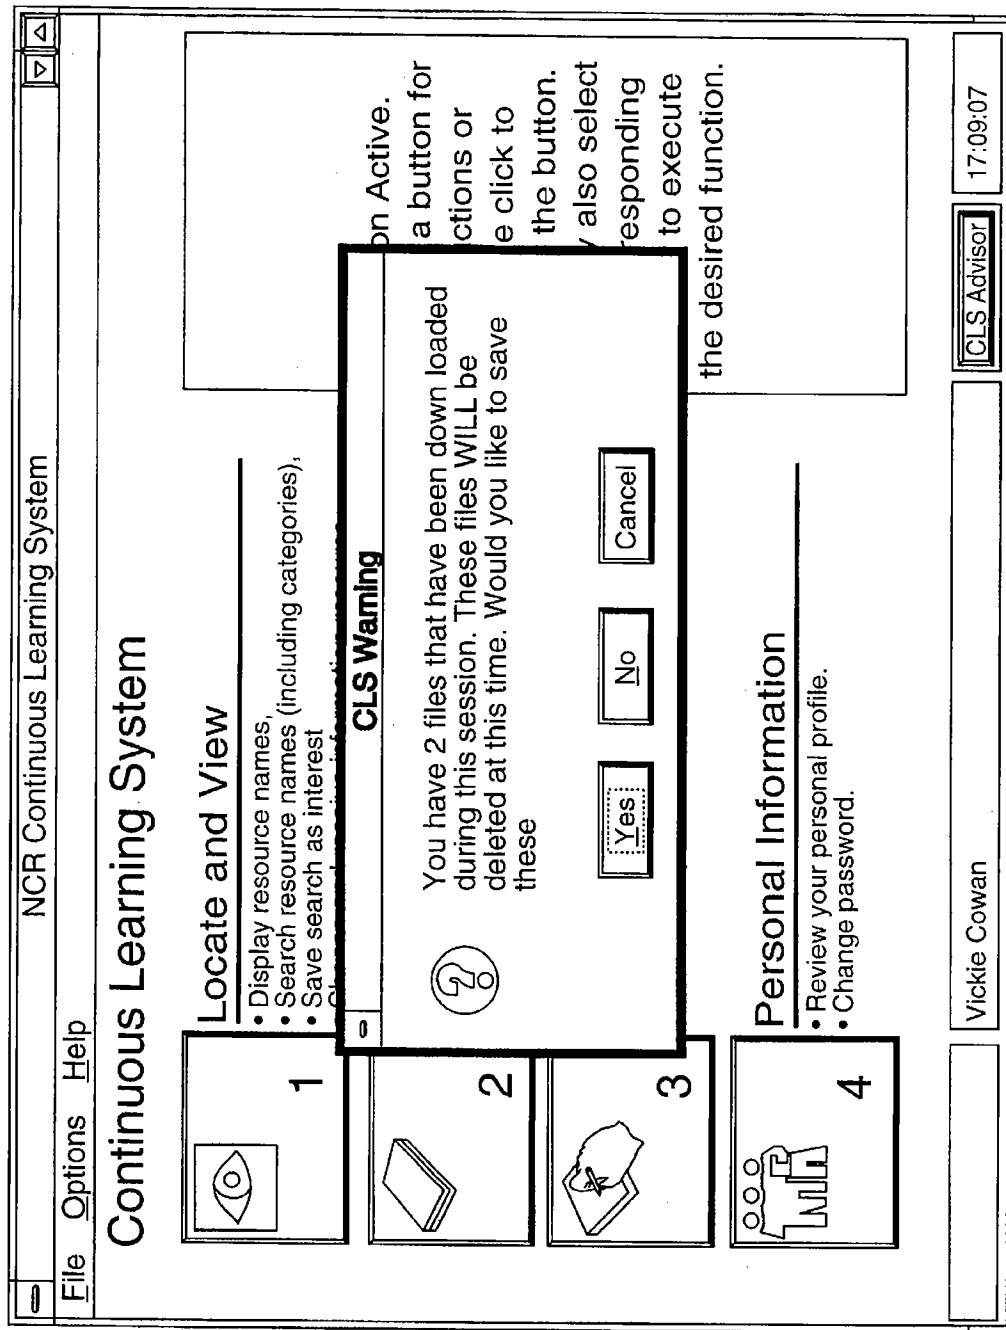 NCR Continuous Learning System
File Options Help
Continuous Learning System
1
Locate and View
• Display resource names,
• Search resource names (including categories),
• Save search as interest
2
3
4
Personal Information
• Review your personal profile.
• Change password.
on Active.
a button for
ctions or
e click to
the button.
also select
responding
to execute
the desired function.
CLS Warning
You have 2 files that have been down loaded
during this session. These files WILL be
deleted at this time. Would you like to save
these
Yes No Cancel
Vickie Cowan
CLS Advisor
17:09:07